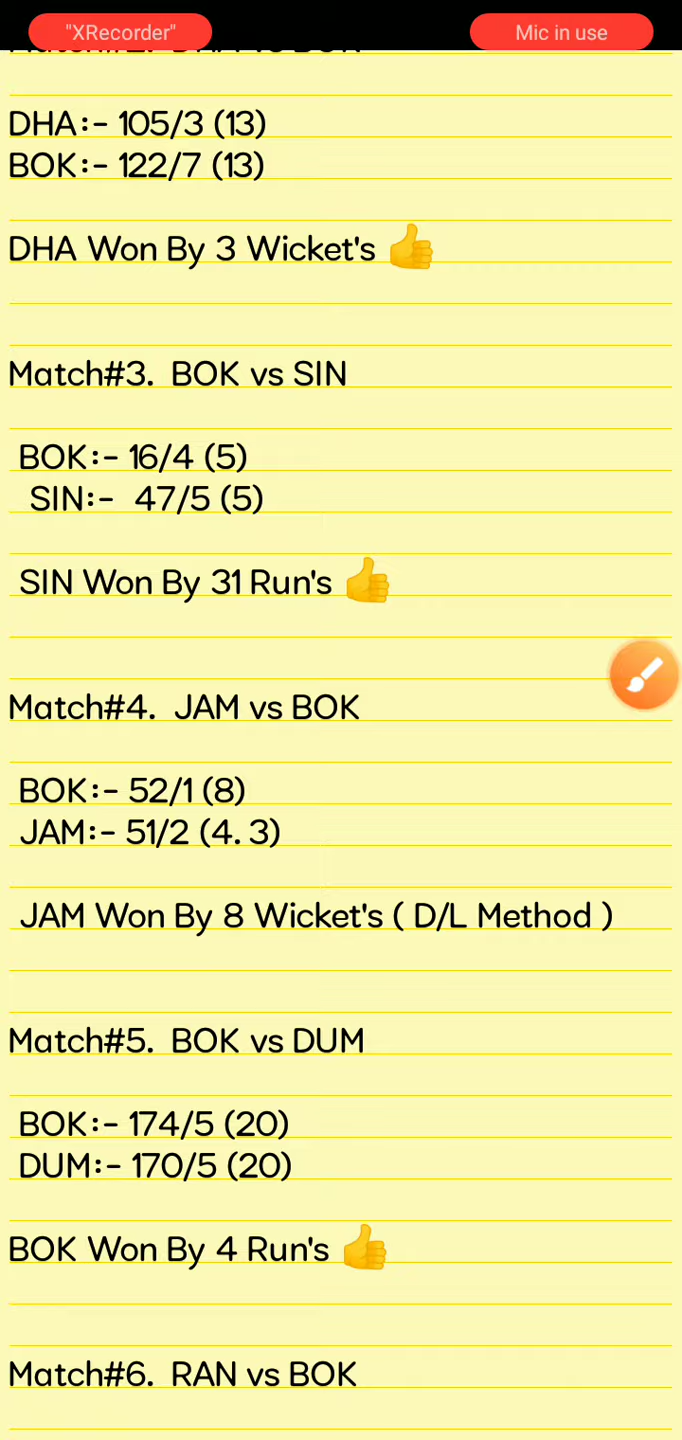 "XRecorder"
Mic in use
DHA:- 105/3 (13)
BOK:- 122/7 (13)
DHA Won By 3 Wicket's 👍
Match#3. BOK vs SIN
BOK:- 16/4 (5)
SIN:- 47/5 (5)
SIN Won By 31 Run's 👍
Match#4. JAM vs BOK
BOK:- 52/1 (8)
JAM:- 51/2 (4. 3)
JAM Won By 8 Wicket's ( D/L Method )
Match#5. BOK vs DUM
BOK:- 174/5 (20)
DUM:- 170/5 (20)
BOK Won By 4 Run's 👍
Match#6. RAN vs BOK